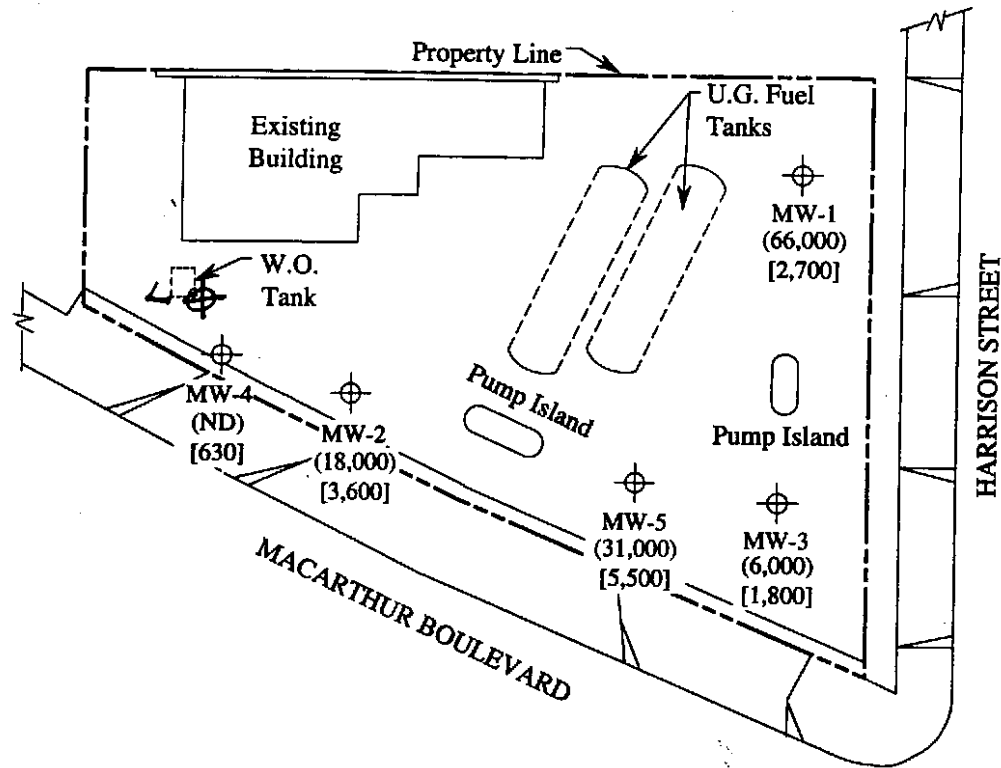 Property Line
U.G. Fuel
Tanks
Existing
Building
MW-1
(66,000)
[2,700]
W.O.
Tank
HARRISON STREET
Pump Island
Pump Island
MW-4
(ND)
[630]
MW-2
(18,000)
[3,600]
MW-5
(31,000)
[5,500]
MW-3
(6,000)
[1,800]
MACARTHUR BOULEVARD